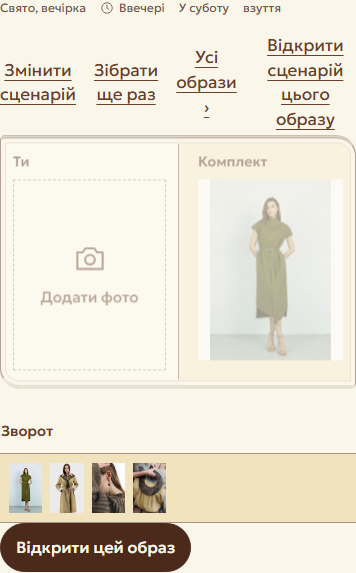 Свято, вечірка Ввечері У суботу взуття
Змінити
сценарій
Зібрати
ще раз
Усі
образи
›
Відкрити
сценарій
цього
образу
Ти
Комплект
Додати фото
Зворот
Відкрити цей образ